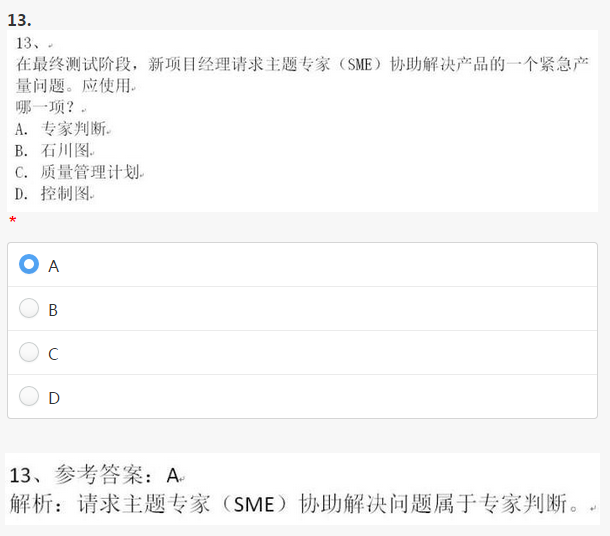 13.
13、
在最终测试阶段，新项目经理请求主题专家（SME）协助解决产品的一个紧急产
量问题。应使用
哪一项？
A. 专家判断
B. 石川图
C. 质量管理计划
D. 控制图
*
A
B
C
D
13、参考答案：A
解析：请求主题专家（SME）协助解决问题属于专家判断。